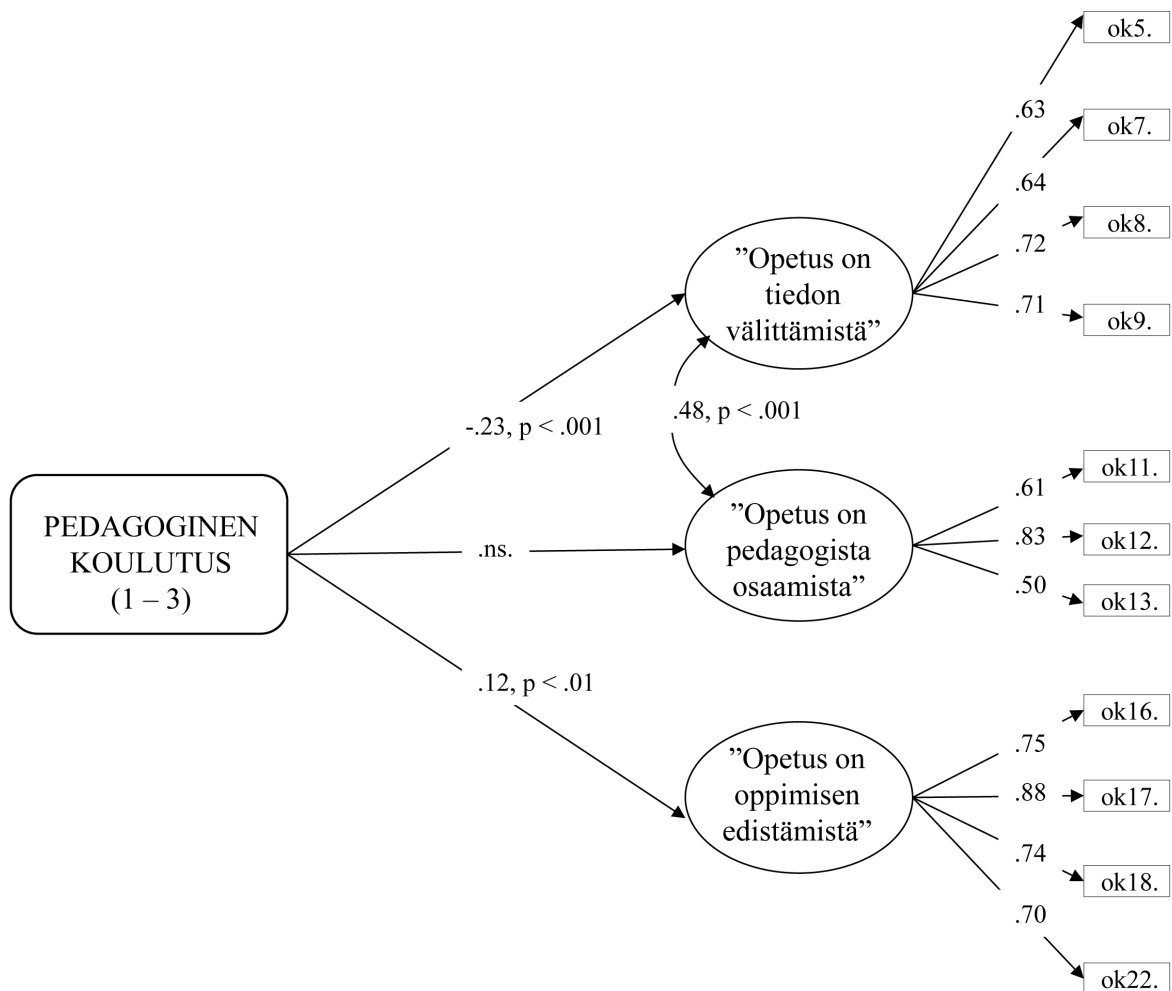 ok5.
.63
ok7.
.64
ok8.
.72
ok9.
.71
”Opetus on
tiedon
välittämistä”
-.23, p < .001
.48, p < .001
PEDAGOGINEN
KOULUTUS
(1 – 3)
.ns.
”Opetus on
pedagogista
osaamista”
ok11.
.61
ok12.
.83
ok13.
.50
.12, p < .01
”Opetus on
oppimisen
edistämistä”
ok16.
.75
ok17.
.88
ok18.
.74
ok22.
.70